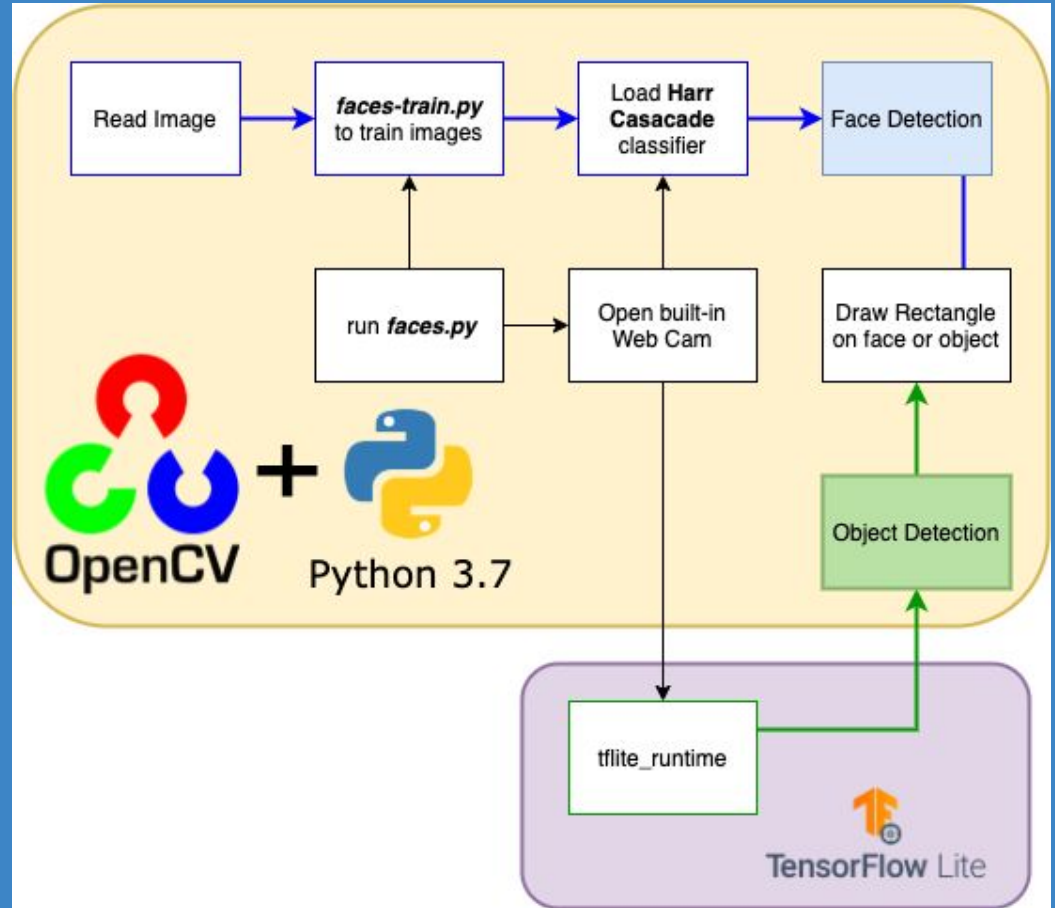 Read Image
faces-train.py
to train images
Load Harr
Casacade
classifier
Face Detection
run faces.py
Open built-in
Web Cam
Draw Rectangle
on face or object
OpenCV
+
Python 3.7
Object Detection
tflite_runtime
TensorFlow Lite